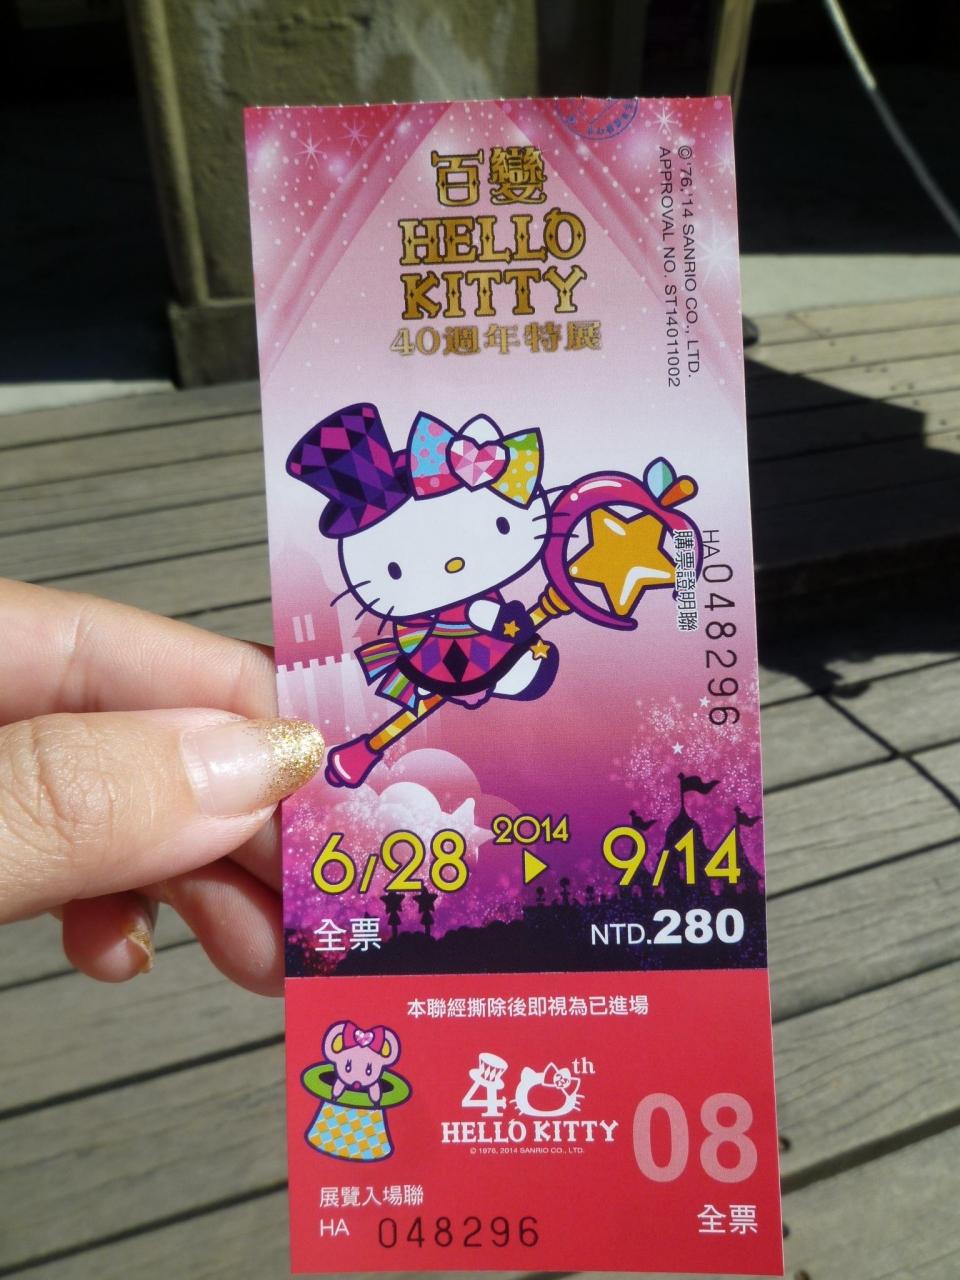 百變
HELLO
KITTY
40週年特展
© '76, '14 SANRIO CO., LTD.
APPROVAL NO. ST14011002
HA048296
購票證明聯
6/28 2014 9/14
全票
NTD.280
本聯經撕除後即視為已進場
40th
HELLO KITTY
© 1976, 2014 SANRIO CO., LTD.
08
展覽入場聯
全票
HA 048296